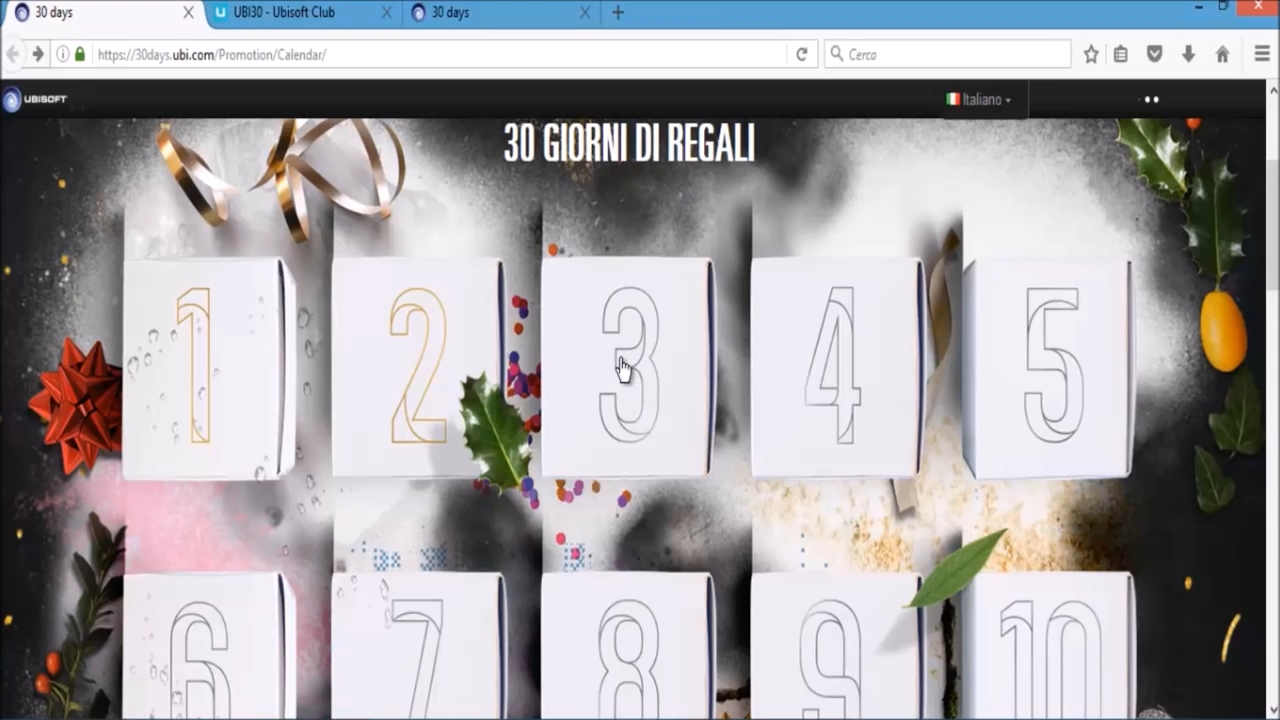 30 days
UBI30 - Ubisoft Club
30 days
https://30days.ubi.com/Promotion/Calendar/
Cerca
UBISOFT
Italiano
30 GIORNI DI REGALI
1 2 3 4 5
6 7 8 9 10